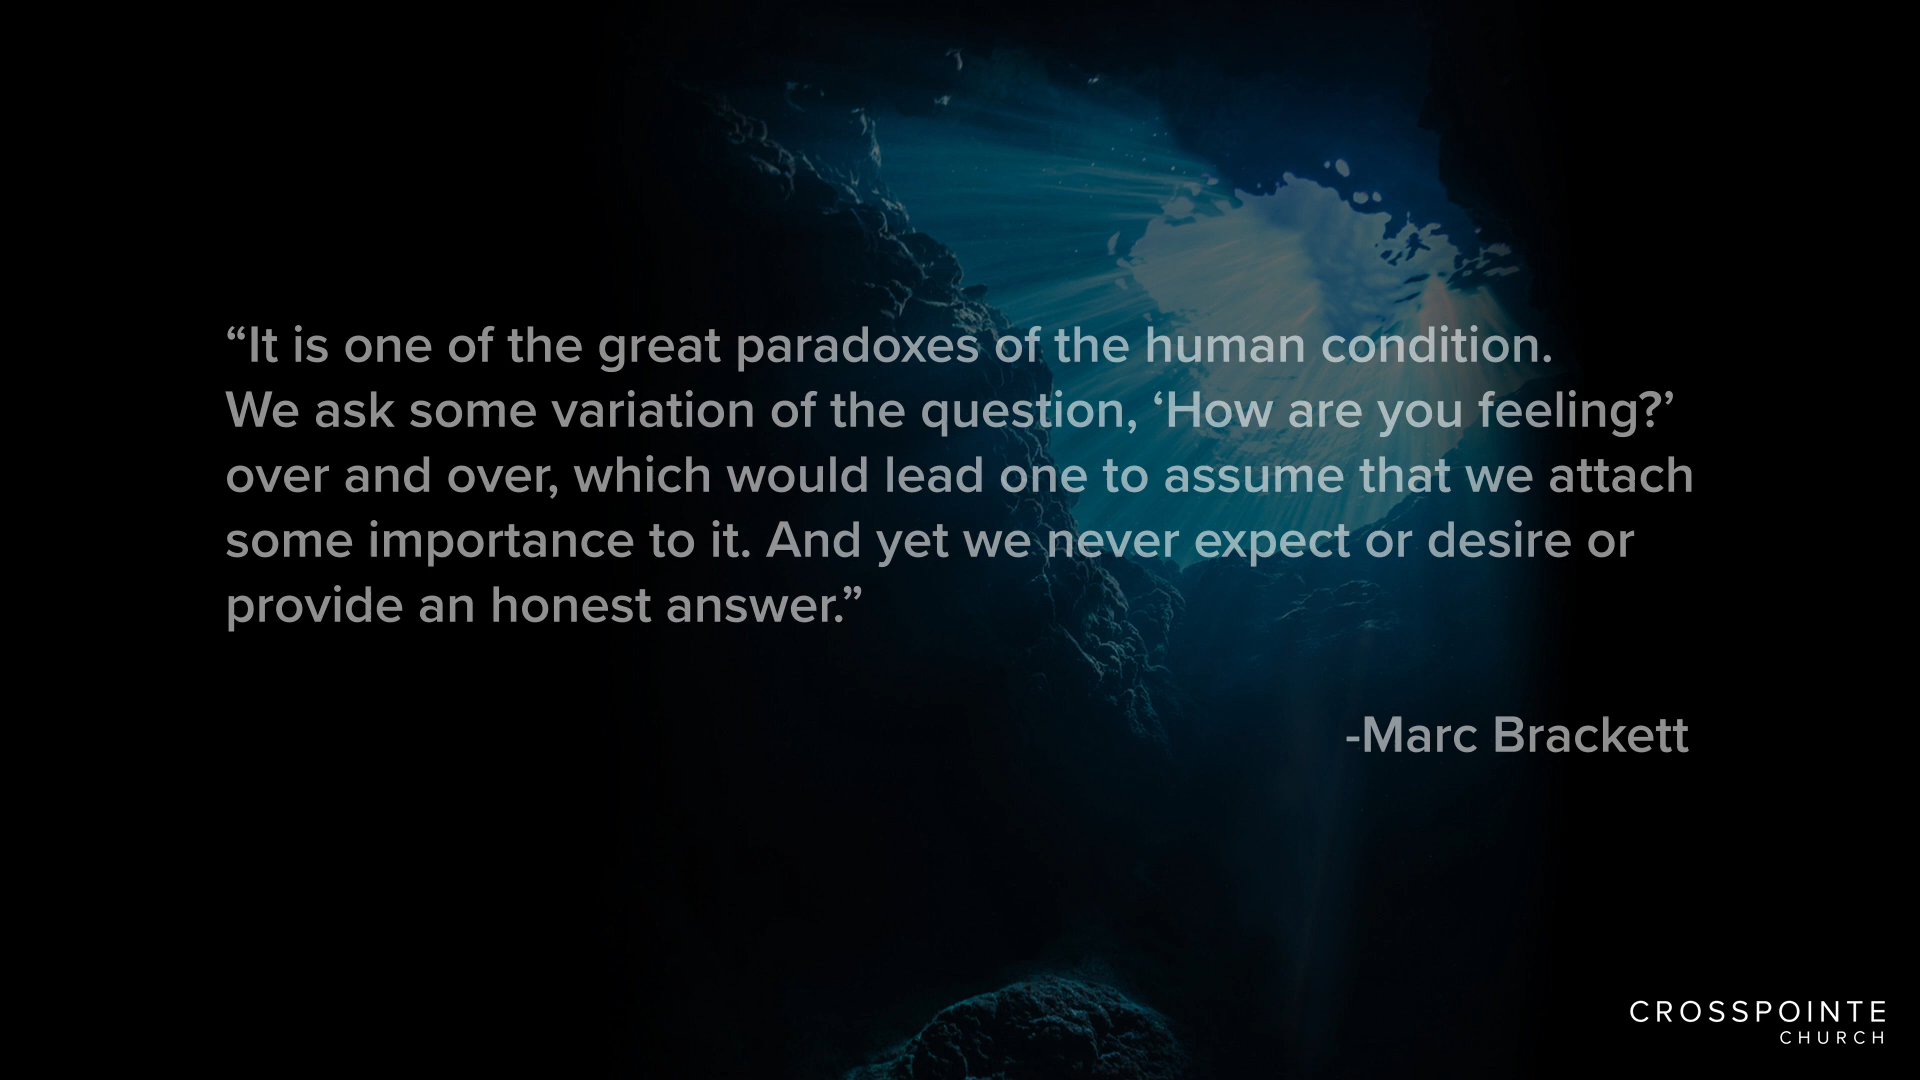 “It is one of the great paradoxes of the human condition.
We ask some variation of the question, ‘How are you feeling?’
over and over, which would lead one to assume that we attach
some importance to it. And yet we never expect or desire or
provide an honest answer.”
-Marc Brackett
CROSSPOINTE
CHURCH